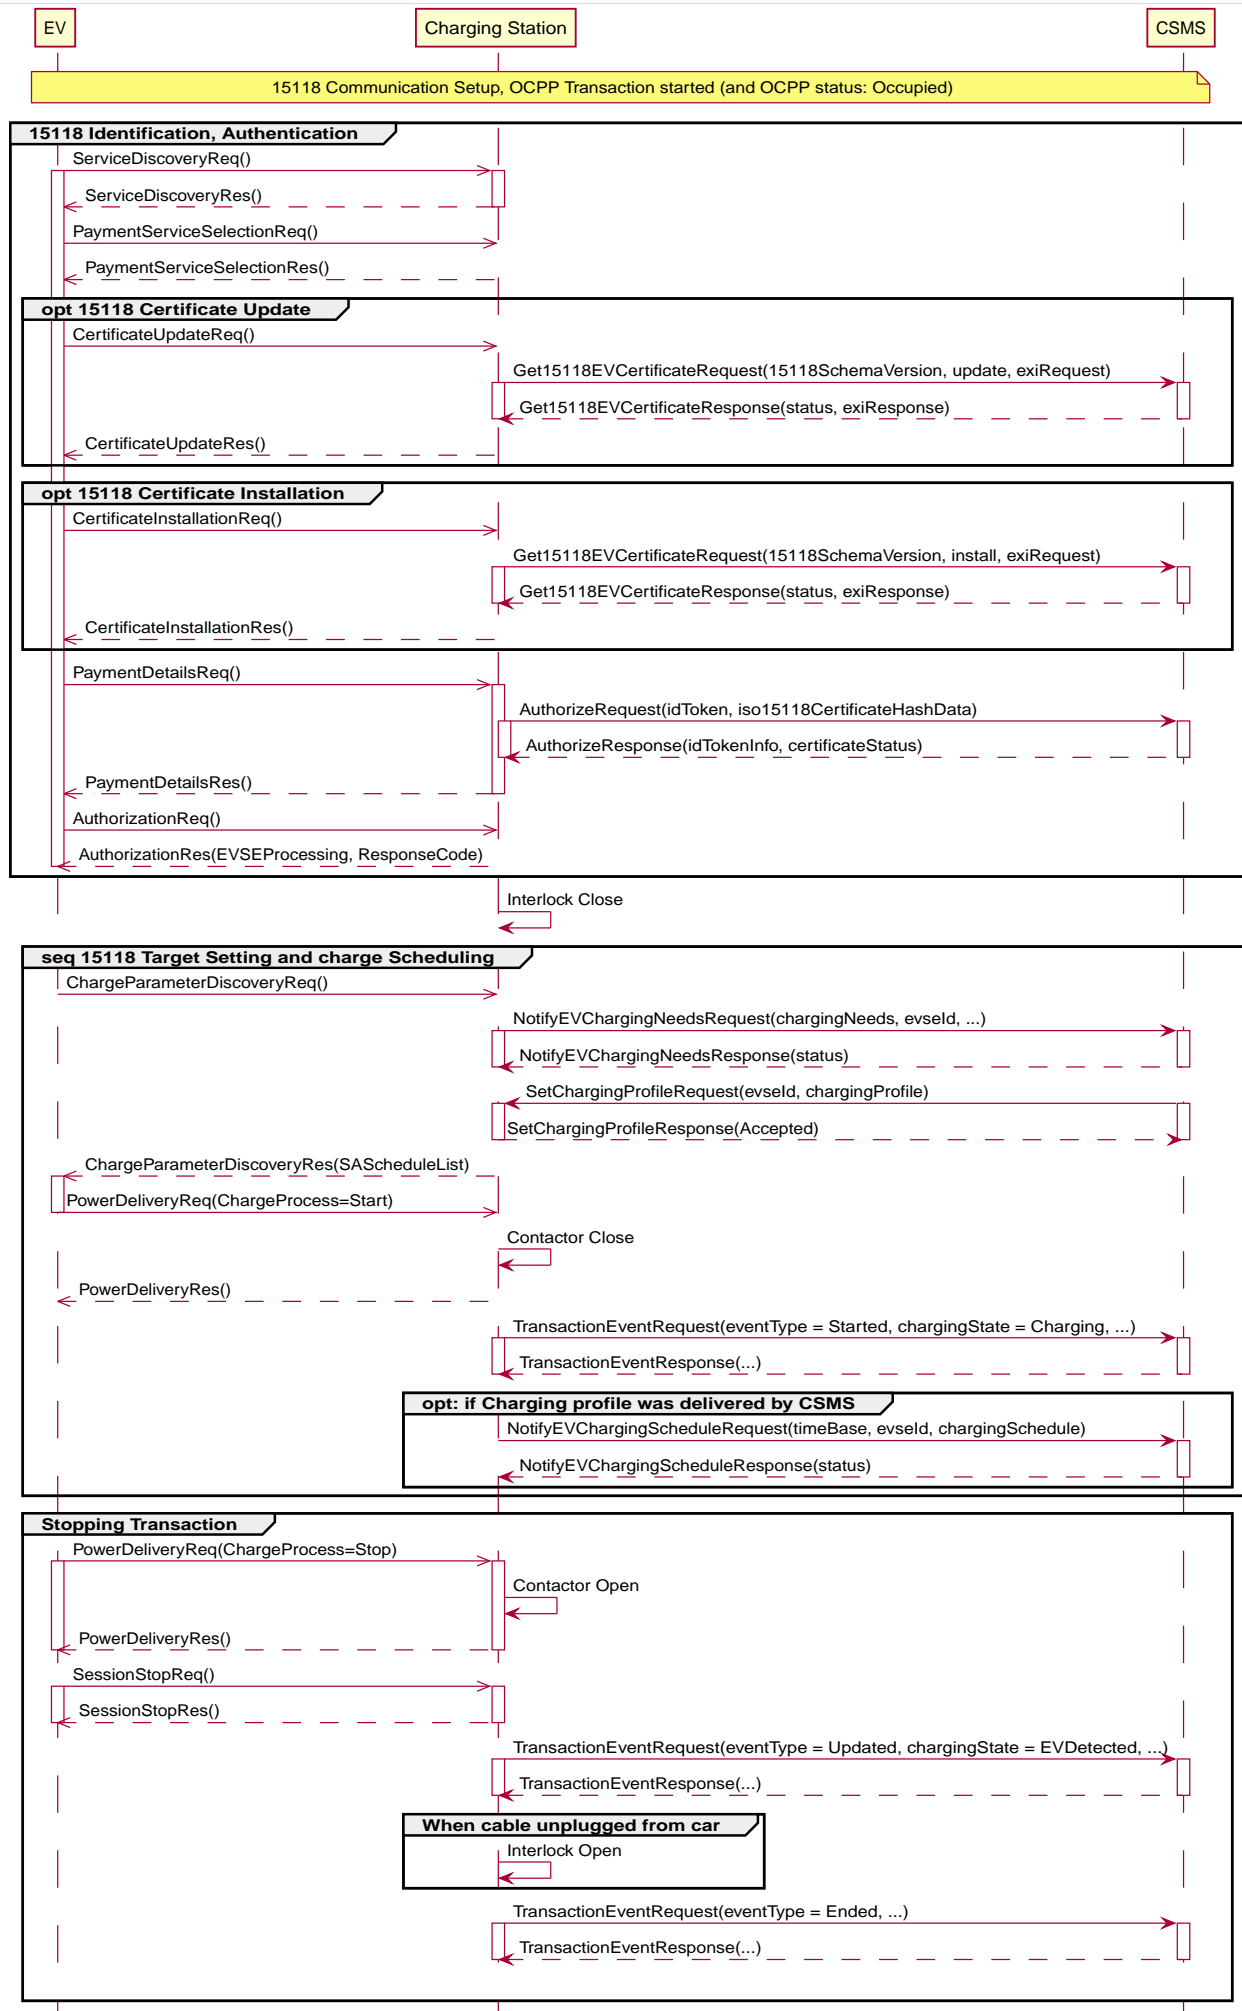 EV
Charging Station
CSMS
15118 Communication Setup, OCPP Transaction started (and OCPP status: Occupied)
15118 Identification, Authentication
ServiceDiscoveryReq()
ServiceDiscoveryRes()
PaymentServiceSelectionReq()
PaymentServiceSelectionRes()
opt 15118 Certificate Update
CertificateUpdateReq()
Get15118EVCertificateRequest(15118SchemaVersion, update, exiRequest)
Get15118EVCertificateResponse(status, exiResponse)
CertificateUpdateRes()
opt 15118 Certificate Installation
CertificateInstallationReq()
Get15118EVCertificateRequest(15118SchemaVersion, install, exiRequest)
Get15118EVCertificateResponse(status, exiResponse)
CertificateInstallationRes()
PaymentDetailsReq()
AuthorizeRequest(idToken, iso15118CertificateHashData)
AuthorizeResponse(idTokenInfo, certificateStatus)
PaymentDetailsRes()
AuthorizationReq()
AuthorizationRes(EVSEProcessing, ResponseCode)
Interlock Close
seq 15118 Target Setting and charge Scheduling
ChargeParameterDiscoveryReq()
NotifyEVChargingNeedsRequest(chargingNeeds, evseId, ...)
NotifyEVChargingNeedsResponse(status)
SetChargingProfileRequest(evseId, chargingProfile)
SetChargingProfileResponse(Accepted)
ChargeParameterDiscoveryRes(SAScheduleList)
PowerDeliveryReq(ChargeProcess=Start)
Contactor Close
PowerDeliveryRes()
TransactionEventRequest(eventType = Started, chargingState = Charging, ...)
TransactionEventResponse(...)
opt: if Charging profile was delivered by CSMS
NotifyEVChargingScheduleRequest(timeBase, evseId, chargingSchedule)
NotifyEVChargingScheduleResponse(status)
Stopping Transaction
PowerDeliveryReq(ChargeProcess=Stop)
Contactor Open
PowerDeliveryRes()
SessionStopReq()
SessionStopRes()
TransactionEventRequest(eventType = Updated, chargingState = EVDetected, ...)
TransactionEventResponse(...)
When cable unplugged from car
Interlock Open
TransactionEventRequest(eventType = Ended, ...)
TransactionEventResponse(...)